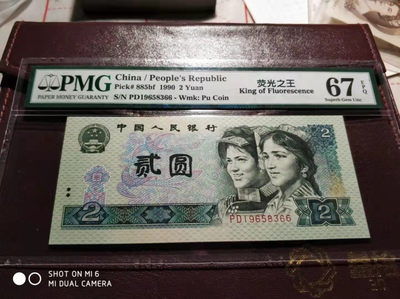 PMG
PAPER MONEY GUARANTY
China / People's Republic
Pick# 885bf 1990 2 Yuan
S/N PD19658366 - Wmk: Pu Coin
荧光之王
King of Fluorescence
67 EPQ
Superb Gem Unc
中国人民银行
2
贰圆
PD19658366
2
2
SHOT ON MI 6
MI DUAL CAMERA